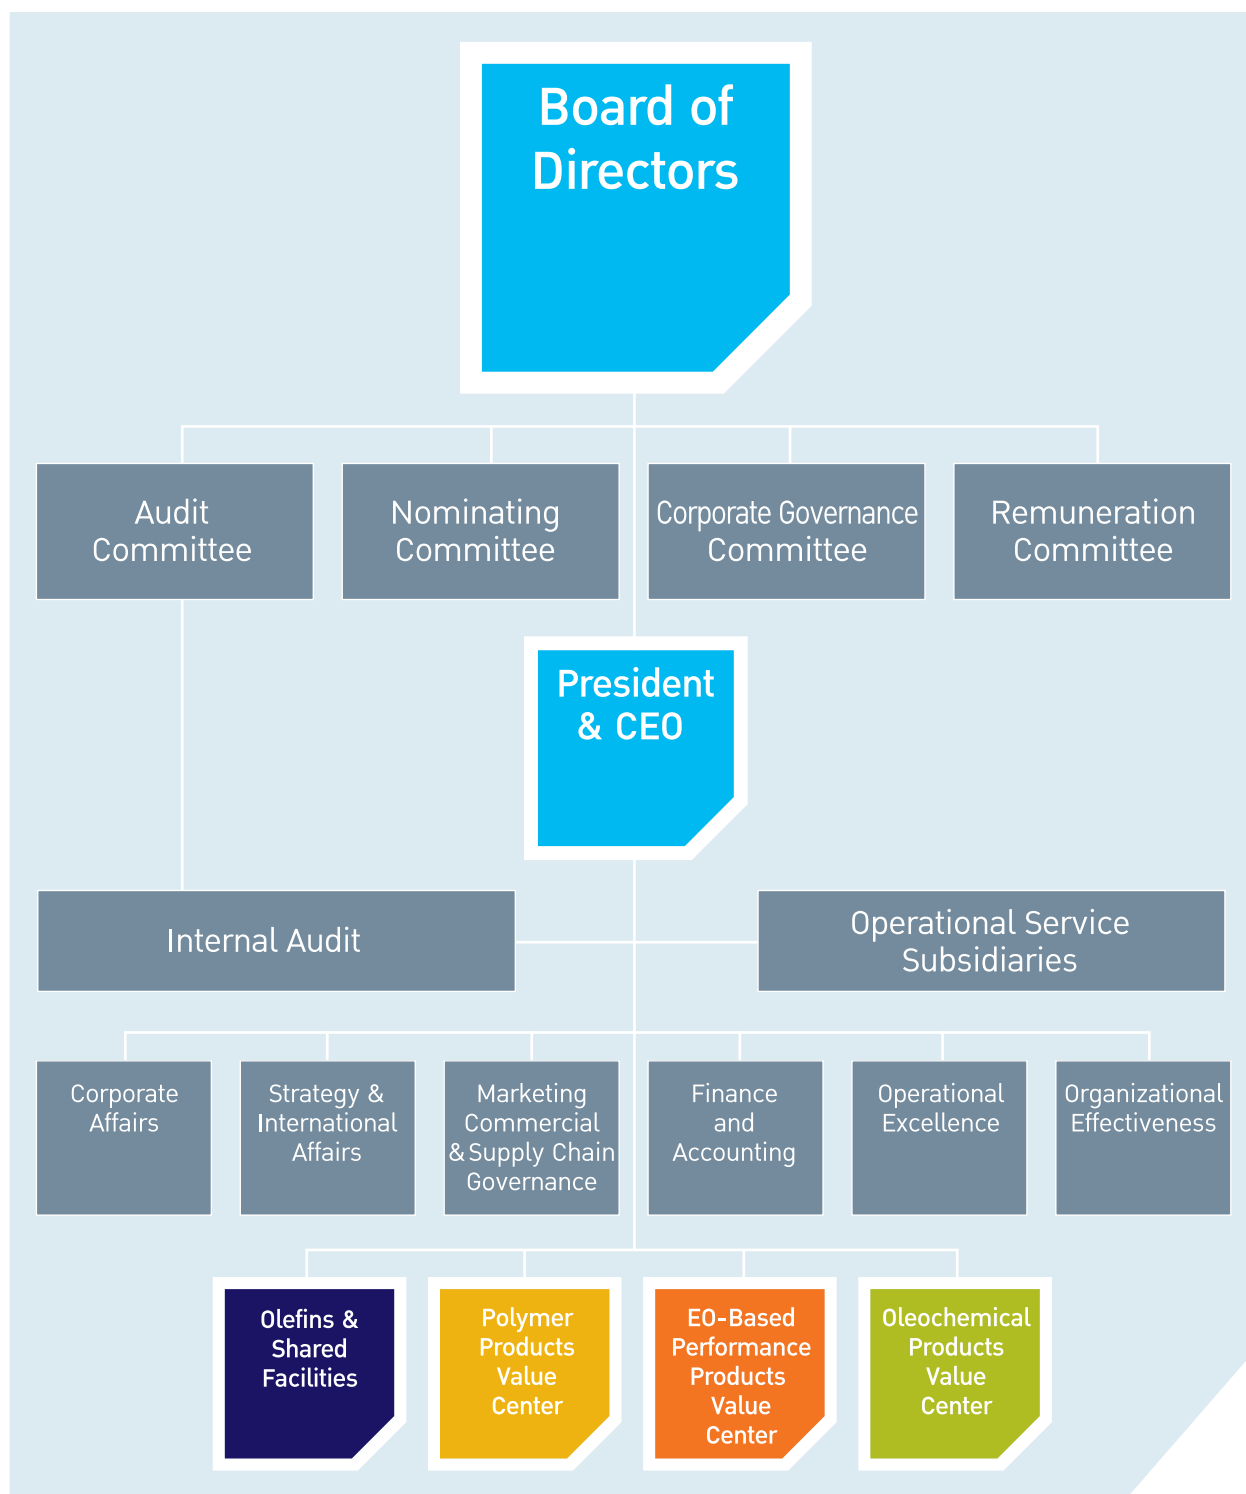 Board of
Directors
Audit
Committee
Nominating
Committee
Corporate Governance
Committee
Remuneration
Committee
President
& CEO
Internal Audit
Operational Service
Subsidiaries
Corporate
Affairs
Strategy &
International
Affairs
Marketing
Commercial
& Supply Chain
Governance
Finance
and
Accounting
Operational
Excellence
Organizational
Effectiveness
Olefins &
Shared
Facilities
Polymer
Products
Value
Center
EO-Based
Performance
Products
Value
Center
Oleochemical
Products
Value
Center